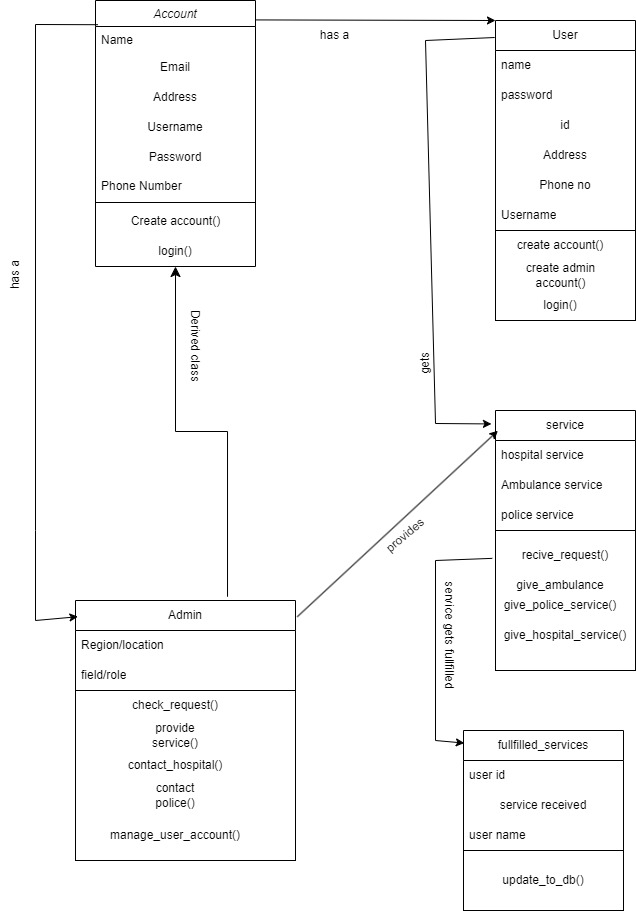 Account
Name
Email
Address
Username
Password
Phone Number
Create account()
login()
has a
User
name
password
id
Address
Phone no
Username
create account()
create admin
account()
login()
has a
Derived class
gets
provides
service
hospital service
Ambulance service
police service
recive_request()
give_ambulance
give_police_service()
give_hospital_service()
service gets fullfilled
Admin
Region/location
field/role
check_request()
provide
service()
contact_hospital()
contact
police()
manage_user_account()
fullfilled_services
user id
service received
user name
update_to_db()